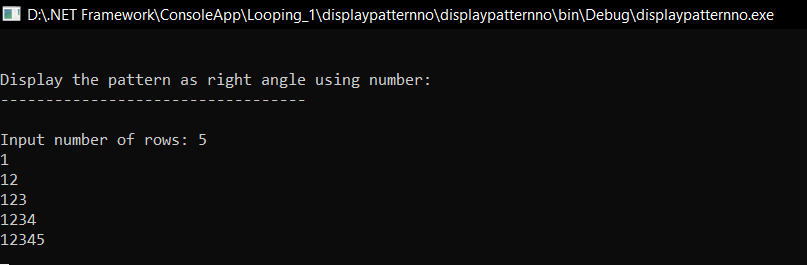 D:\.NET Framework\ConsoleApp\Looping_1\displaypatternno\displaypatternno\bin\Debug\displaypatternno.exe
Display the pattern as right angle using number:
----------------------------------
Input number of rows: 5
1
12
123
1234
12345